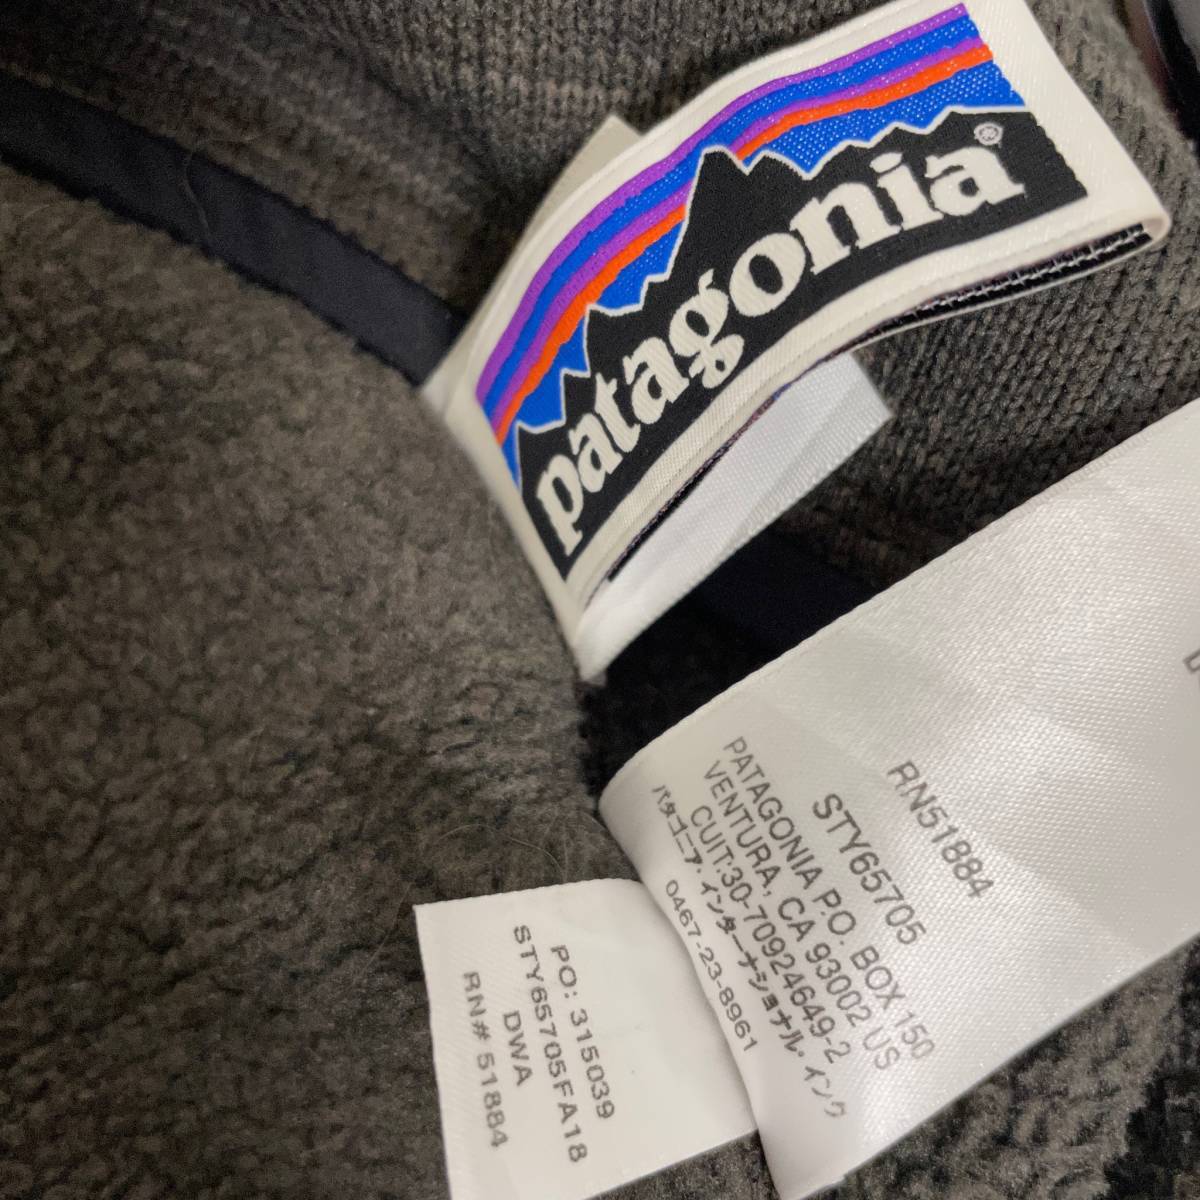 patagonia®
RN51884
STY65705
PATAGONIA P.O. BOX 150
VENTURA, CA 93002 US
CUIT:30-70924649-2
パタゴニア・インターナショナル・インク
0467-23-8961
PO: 315039
STY65705FA18
DWA
RN# 51884